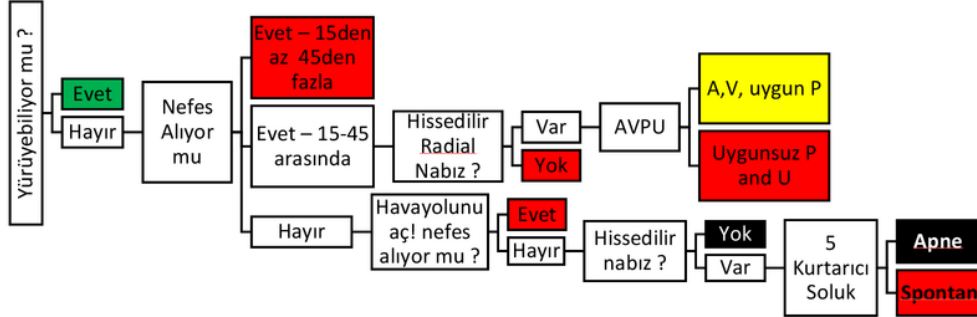 Yürüyebiliyor mu ?
Evet
Hayır
Nefes
Alıyor
mu
Evet – 15den
az 45den
fazla
Evet – 15-45
arasında
Hayır
Hissedilir
Radial
Nabız ?
Var
Yok
AVPU
A,V, uygun P
Uygunsuz P
and U
Havayolunu
aç! nefes
alıyor mu ?
Evet
Hayır
Hissedilir
nabız ?
Yok
Var
5
Kurtarıcı
Soluk
Apne
Spontan